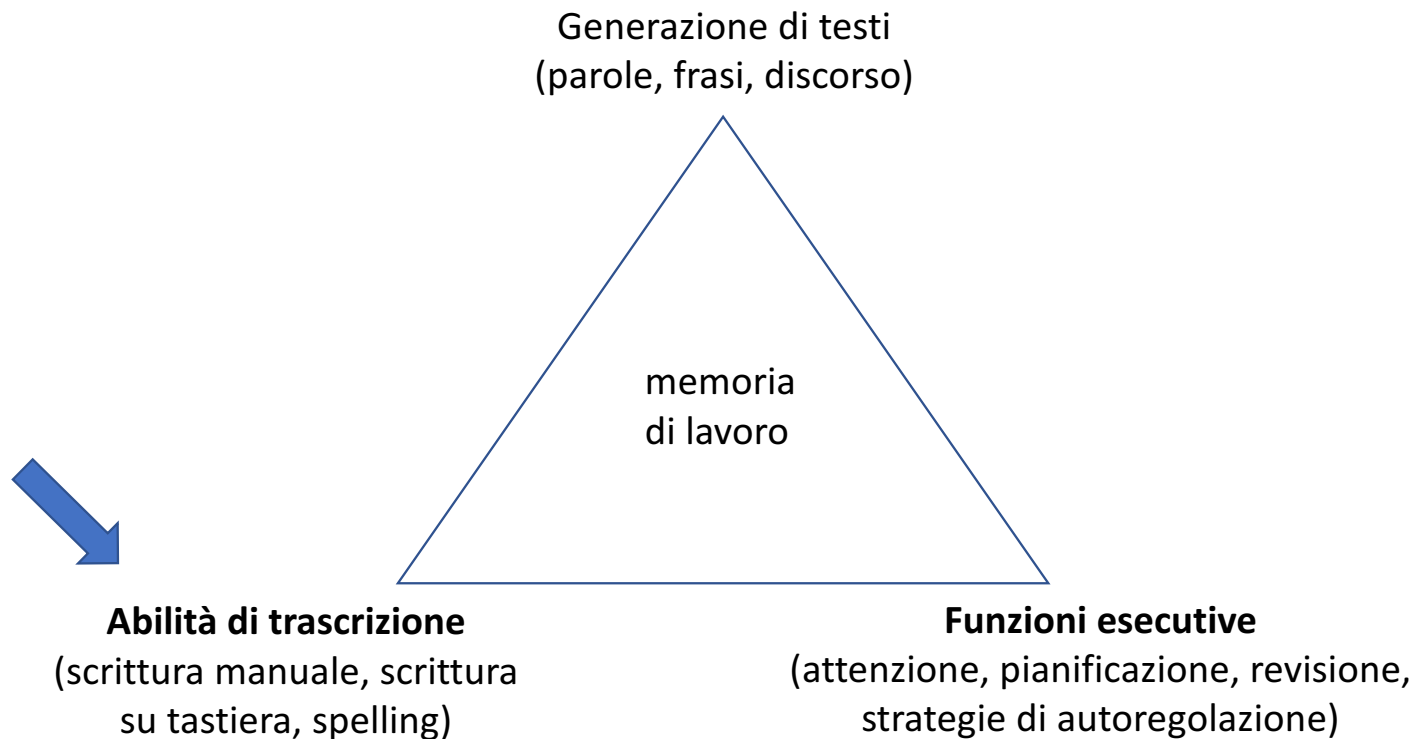 Generazione di testi
(parole, frasi, discorso)
memoria
di lavoro
Abilità di trascrizione
(scrittura manuale, scrittura
su tastiera, spelling)
Funzioni esecutive
(attenzione, pianificazione, revisione,
strategie di autoregolazione)